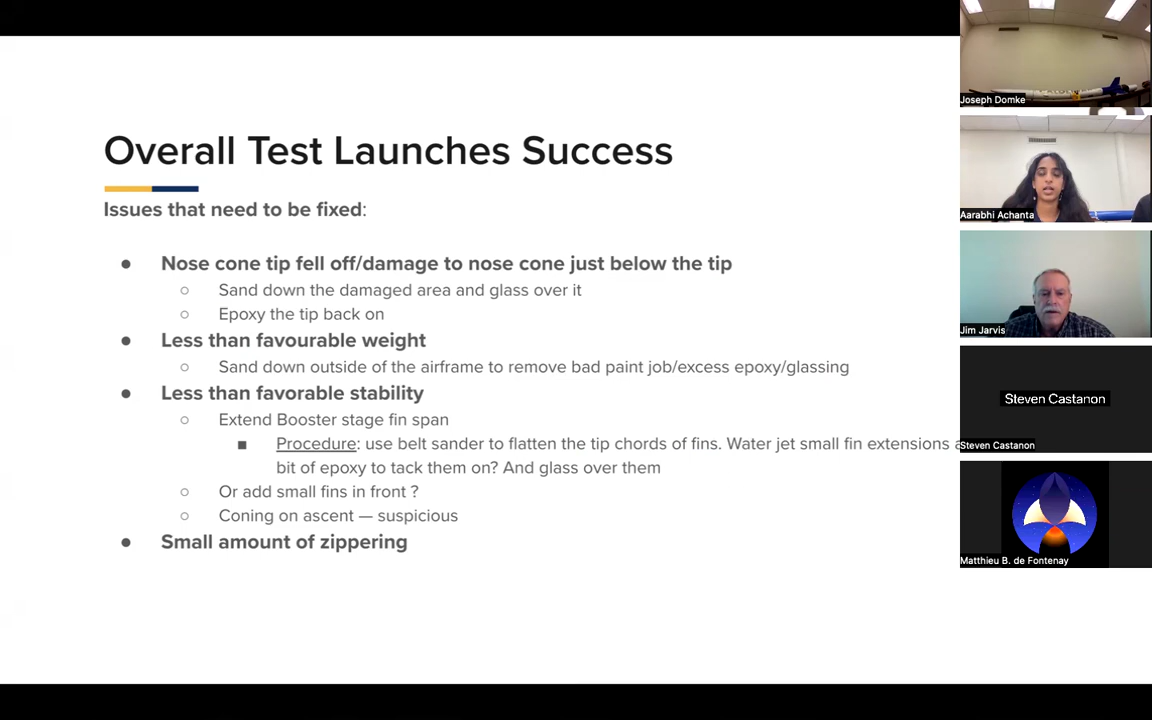 Overall Test Launches Success
Issues that need to be fixed:
● Nose cone tip fell off/damage to nose cone just below the tip
○ Sand down the damaged area and glass over it
○ Epoxy the tip back on
● Less than favourable weight
○ Sand down outside of the airframe to remove bad paint job/excess epoxy/glassing
● Less than favorable stability
○ Extend Booster stage fin span
■ Procedure: use belt sander to flatten the tip chords of fins. Water jet small fin extensions
bit of epoxy to tack them on? And glass over them
○ Or add small fins in front ?
○ Coning on ascent — suspicious
● Small amount of zippering
Joseph Domke
Aarabhi Achanta
Jim Jarvis
Steven Castanon
Steven Castanon
Matthieu B. de Fontenay